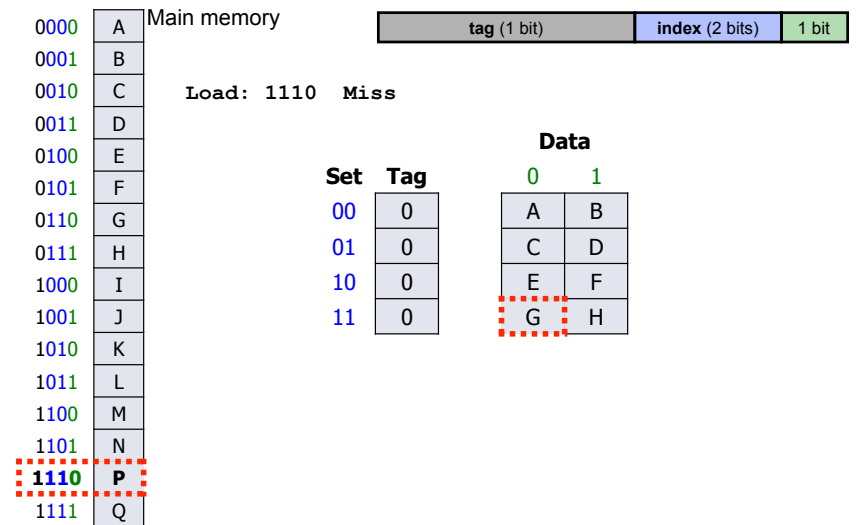 Main memory
tag (1 bit) index (2 bits) 1 bit
0000 A
0001 B
0010 C
Load: 1110 Miss
0011 D
0100 E
0101 F
0110 G
0111 H
1000 I
1001 J
1010 K
1011 L
1100 M
1101 N
1110 P
1111 Q
Data
Set Tag 0 1
00 0 A B
01 0 C D
10 0 E F
11 0 G H